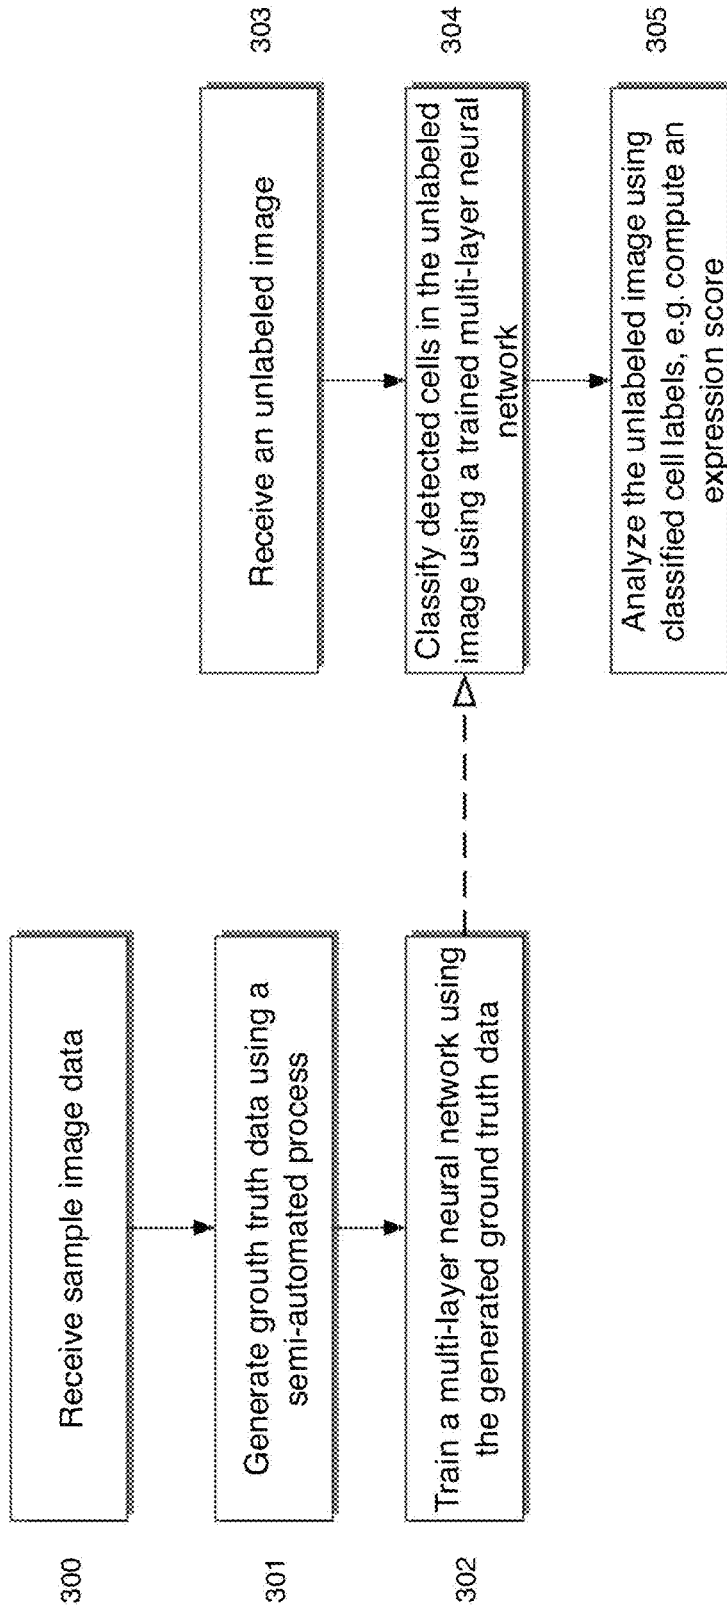 300
Receive sample image data
301
Generate grouth truth data using a
semi-automated process
302
Train a multi-layer neural network using
the generated ground truth data
303
Receive an unlabeled image
304
Classify detected cells in the unlabeled
image using a trained multi-layer neural
network
305
Analyze the unlabeled image using
classified cell labels, e.g. compute an
expression score